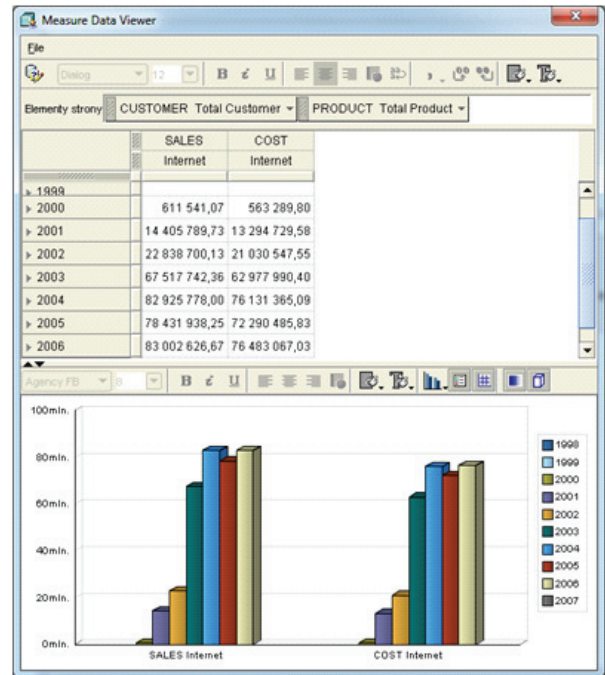 Measure Data Viewer
File
Dialog 12 B i U
Elementy strony CUSTOMER Total Customer PRODUCT Total Product
SALES COST
Internet Internet
1999
2000 611 541,07 563 289,80
2001 14 405 789,73 13 294 729,58
2002 22 838 700,13 21 030 547,55
2003 67 517 742,36 62 977 990,40
2004 82 925 778,00 76 131 365,09
2005 78 431 938,25 72 290 485,83
2006 83 002 626,67 76 483 067,03
Agency FB 8 B i U
100mln.
80mln.
60mln.
40mln.
20mln.
0mln.
SALES Internet COST Internet
1998
1999
2000
2001
2002
2003
2004
2005
2006
2007